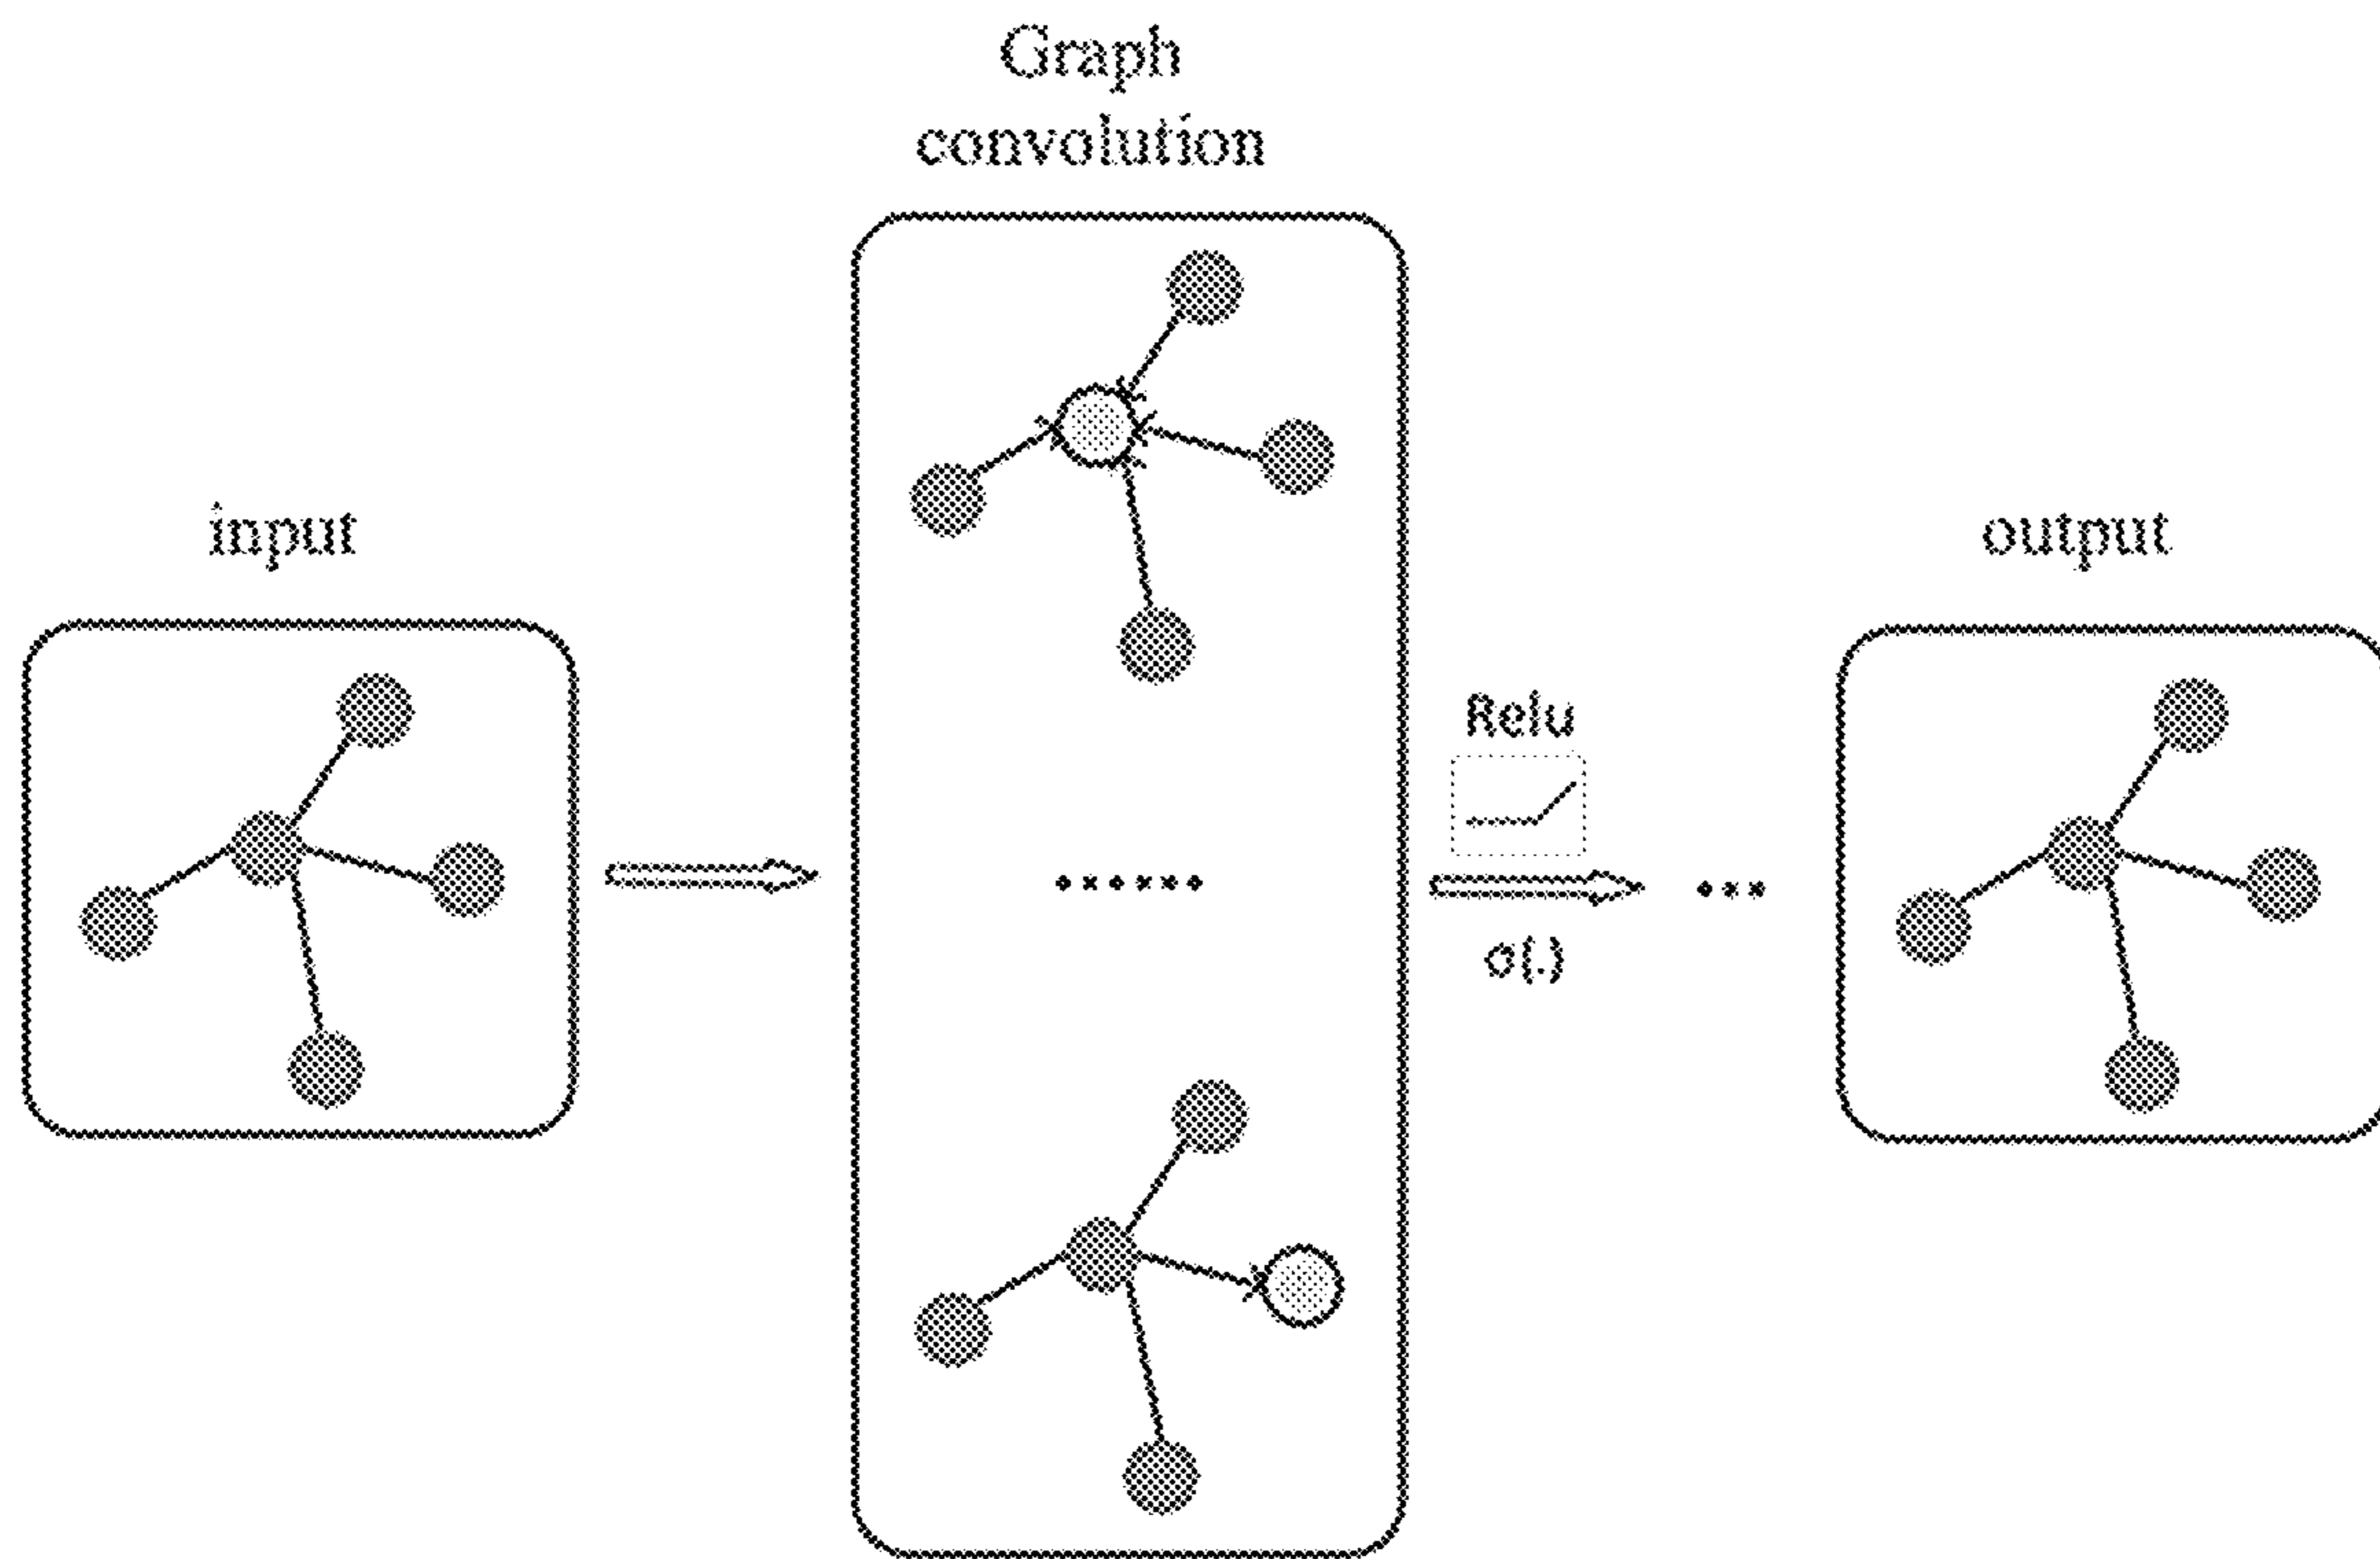 Graph
convolution
input
output
Relu
......
...
σ(.)